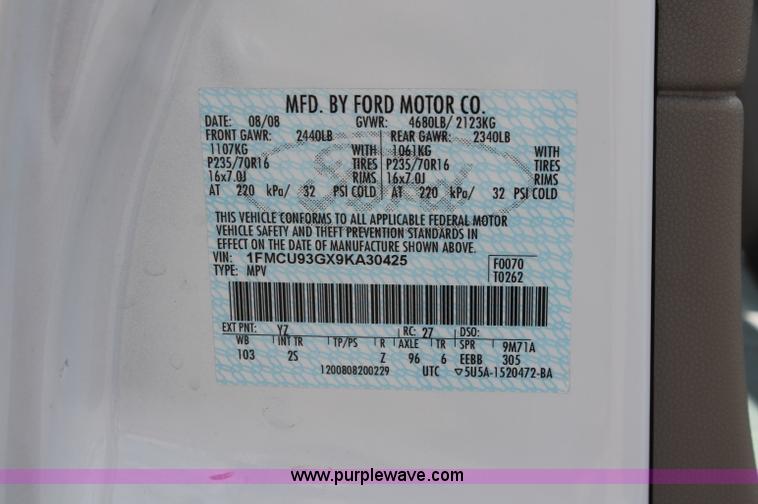 MFD. BY FORD MOTOR CO.
DATE: 08/08 GVWR: 4680LB/ 2123KG
FRONT GAWR: 2440LB REAR GAWR: 2340LB
1107KG WITH 1061KG WITH
P235/70R16 TIRES P235/70R16 TIRES
16x7.0J RIMS 16x7.0J RIMS
AT 220 kPa/ 32 PSI COLD AT 220 kPa/ 32 PSI COLD
THIS VEHICLE CONFORMS TO ALL APPLICABLE FEDERAL MOTOR
VEHICLE SAFETY AND THEFT PREVENTION STANDARDS IN
EFFECT ON THE DATE OF MANUFACTURE SHOWN ABOVE.
VIN: 1FMCU93GX9KA30425 F0070
TYPE: MPV T0262
EXT PNT: YZ RC: 27 DSO:
WB INT TR TP/PS R AXLE TR SPR 9M71A
103 2S Z 96 6 EEBB 305
1200808200229 UTC ▽5U5A-1520472-BA
www.purplewave.com